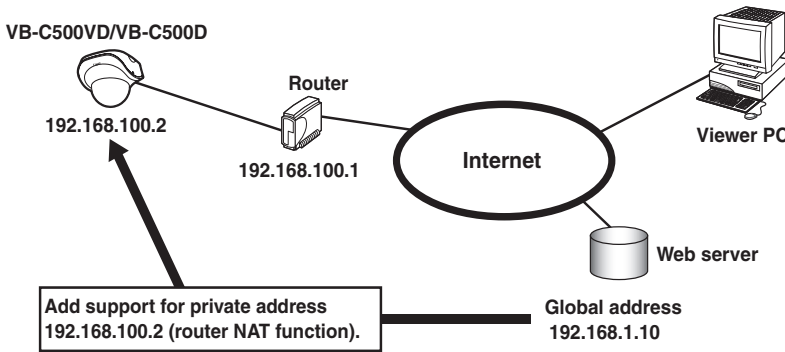 VB-C500VD/VB-C500D
Router
192.168.100.2
192.168.100.1
Internet
Viewer PC
Web server
Add support for private address
192.168.100.2 (router NAT function).
Global address
192.168.1.10